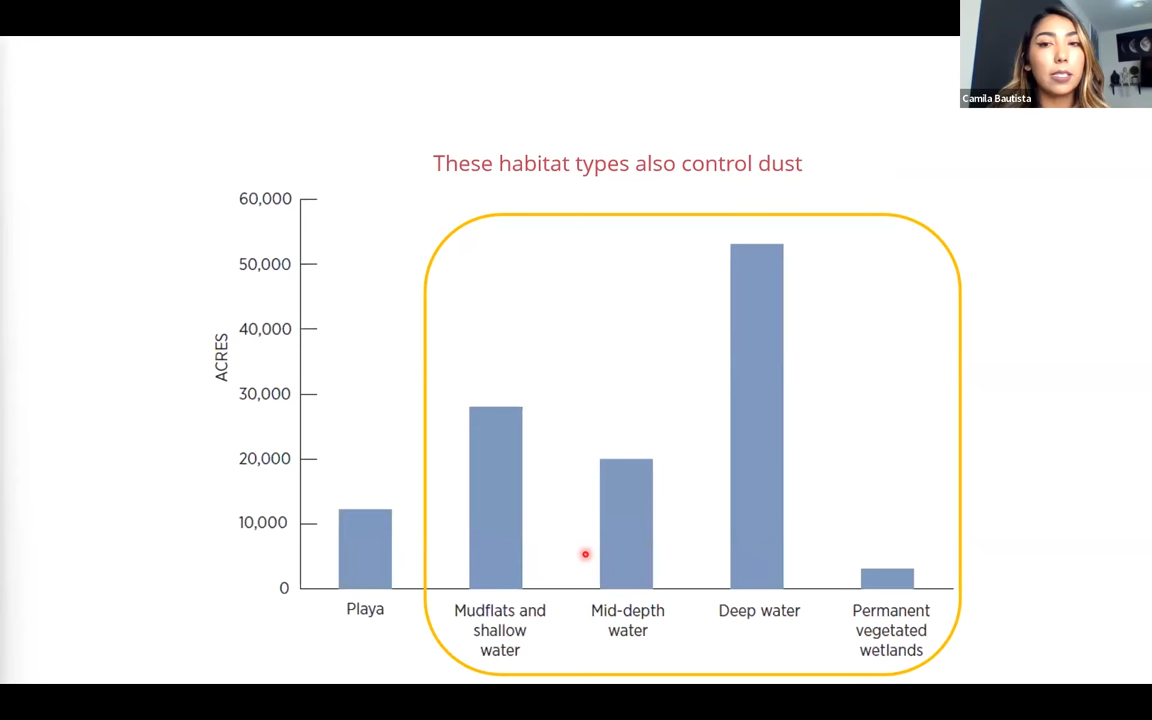 Camila Bautista
These habitat types also control dust
60,000
50,000
40,000
30,000
20,000
10,000
0
ACRES
Playa
Mudflats and
shallow
water
Mid-depth
water
Deep water
Permanent
vegetated
wetlands